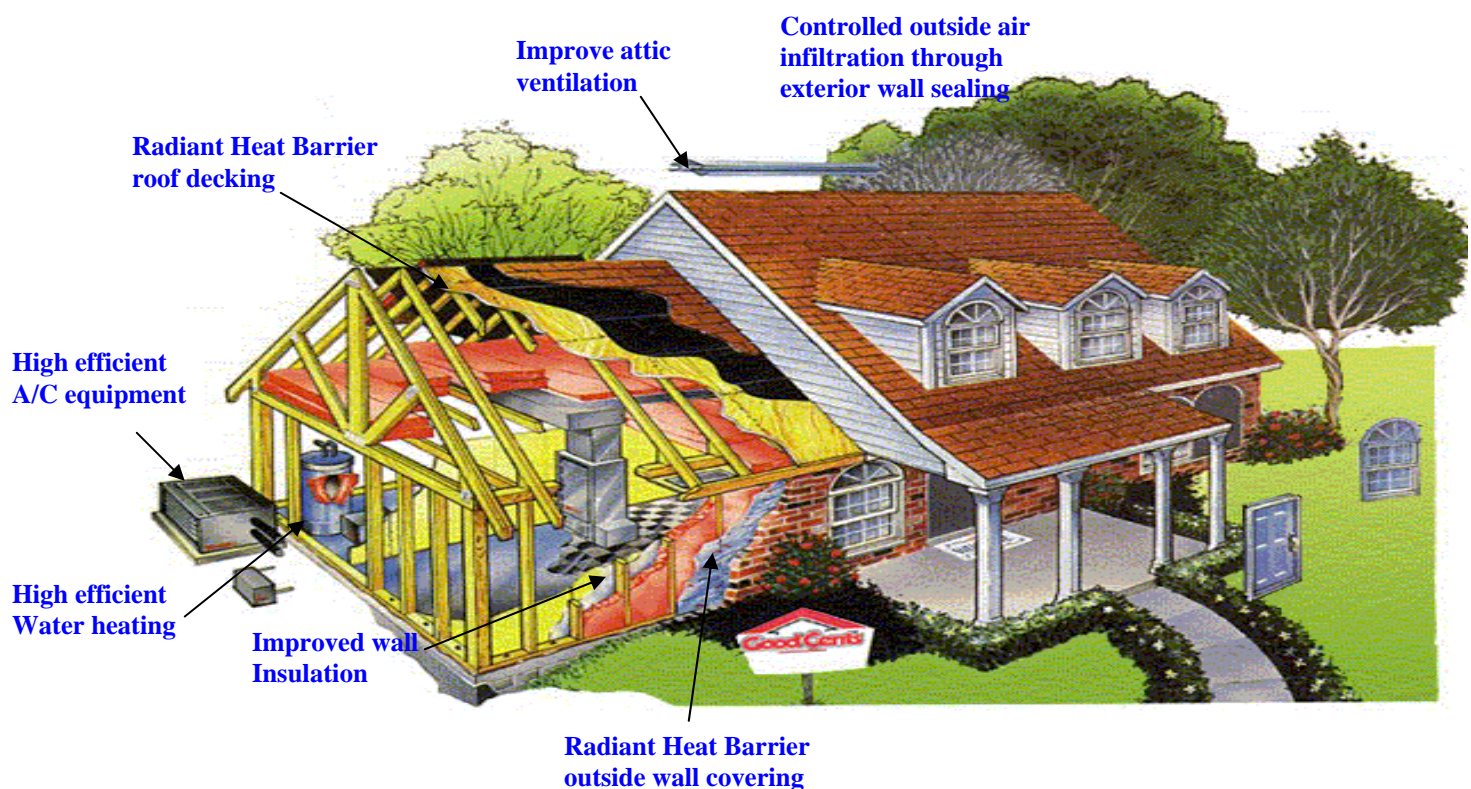 Controlled outside air
infiltration through
exterior wall sealing
Improve attic
ventilation
Radiant Heat Barrier
roof decking
High efficient
A/C equipment
High efficient
Water heating
Improved wall
Insulation
Good Cents
Radiant Heat Barrier
outside wall covering